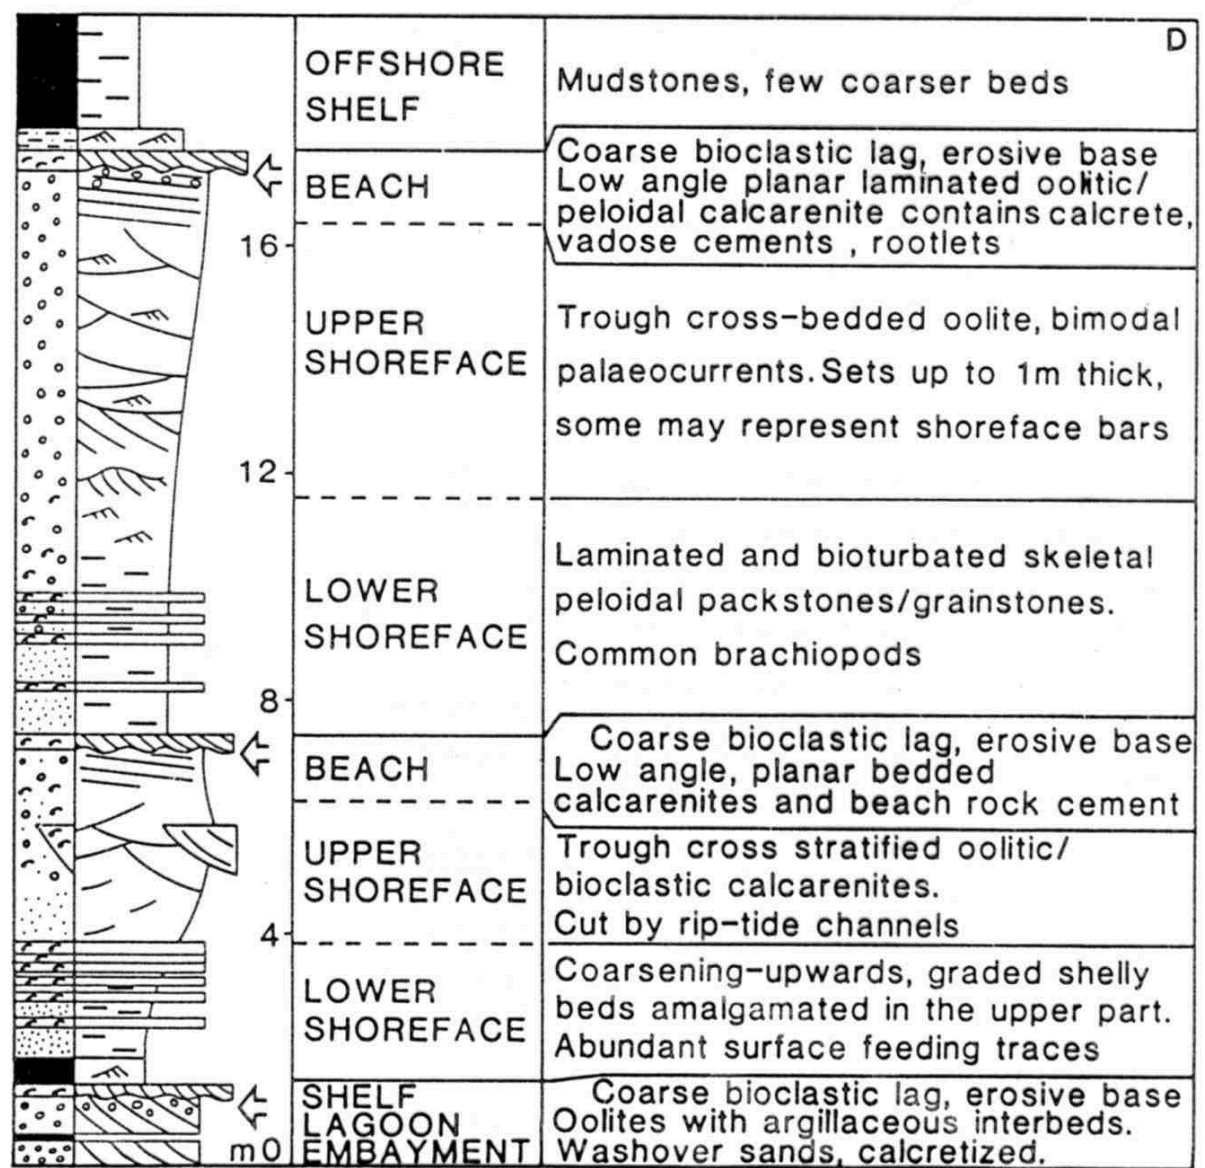 D
OFFSHORE
SHELF
Mudstones, few coarser beds
BEACH
Coarse bioclastic lag, erosive base
Low angle planar laminated oolitic/
peloidal calcarenite contains calcrete,
vadose cements , rootlets
16
UPPER
SHOREFACE
Trough cross-bedded oolite, bimodal
palaeocurrents. Sets up to 1m thick,
some may represent shoreface bars
12
LOWER
SHOREFACE
Laminated and bioturbated skeletal
peloidal packstones/grainstones.
Common brachiopods
8
BEACH
Coarse bioclastic lag, erosive base
Low angle, planar bedded
calcarenites and beach rock cement
UPPER
SHOREFACE
Trough cross stratified oolitic/
bioclastic calcarenites.
Cut by rip-tide channels
4
LOWER
SHOREFACE
Coarsening-upwards, graded shelly
beds amalgamated in the upper part.
Abundant surface feeding traces
SHELF
LAGOON
EMBAYMENT
Coarse bioclastic lag, erosive base
Oolites with argillaceous interbeds.
Washover sands, calcretized.
m0